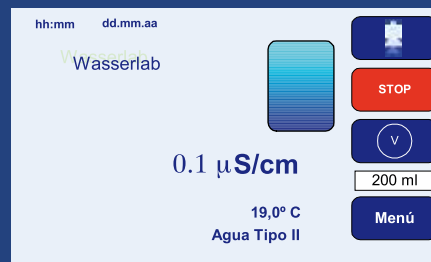 hh:mm dd.mm.aa
Wasserlab
Wasserlab
STOP
V
0.1 µS/cm
200 ml
19,0º C
Menú
Agua Tipo II